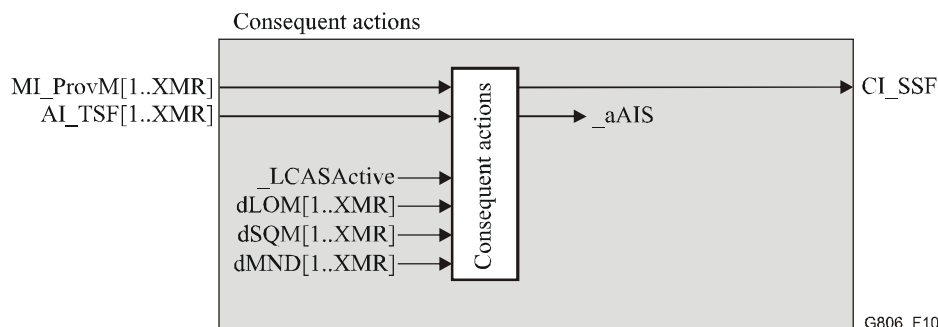 Consequent actions
MI_ProvM[1..XMR]
CI_SSF
AI_TSF[1..XMR]
_aAIS
Consequent actions
_LCASActive
dLOM[1..XMR]
dSQM[1..XMR]
dMND[1..XMR]
G806_F10